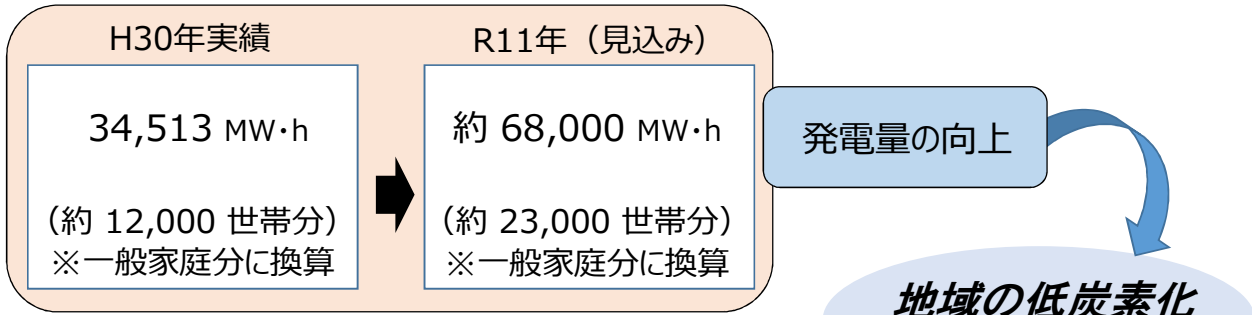 H30年実績
34,513 MW・h
（約 12,000 世帯分）
※一般家庭分に換算
R11年（見込み）
約 68,000 MW・h
（約 23,000 世帯分）
※一般家庭分に換算
発電量の向上
地域の低炭素化